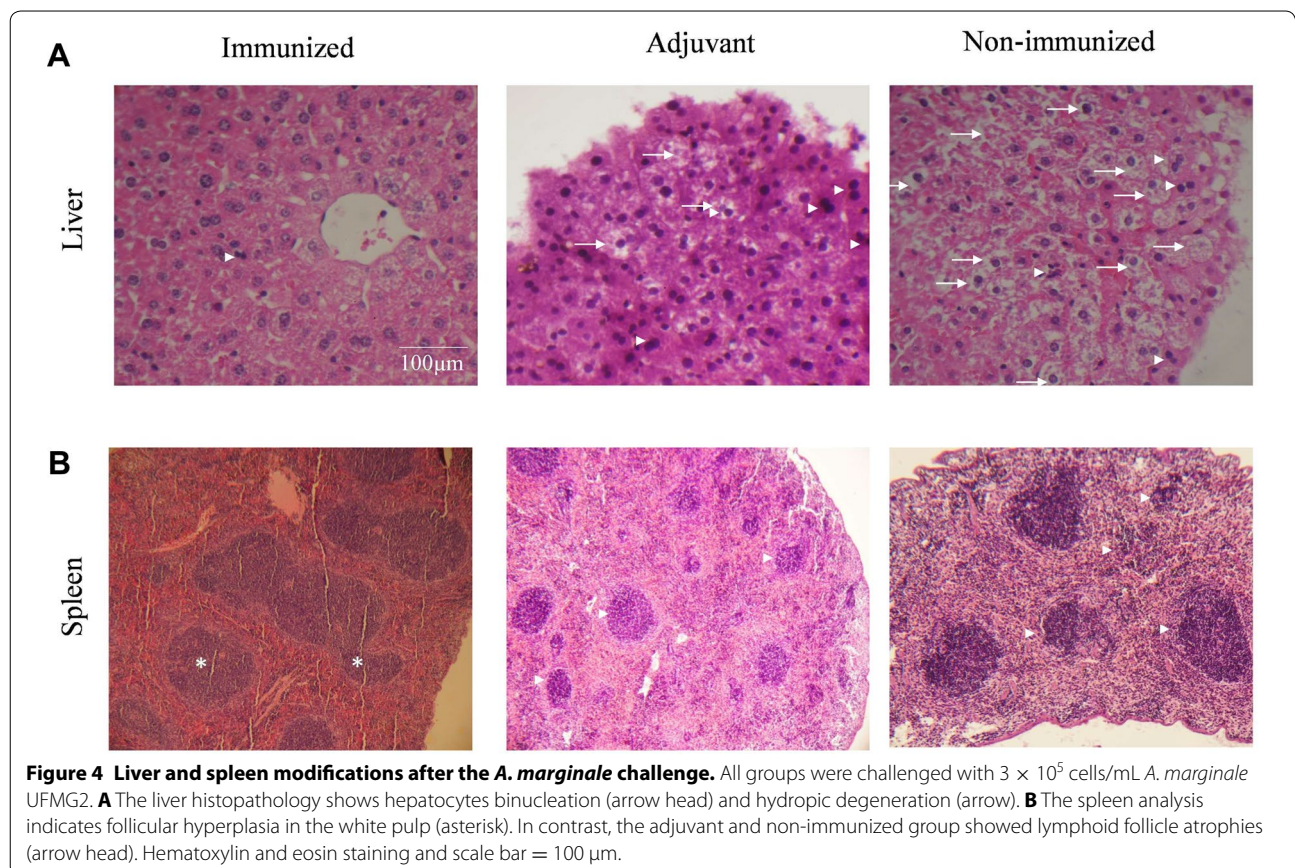 A
Immunized
Adjuvant
Non-immunized
Liver
100µm
B
Spleen
*
*
Figure 4 Liver and spleen modifications after the A. marginale challenge. All groups were challenged with 3 × 10⁵ cells/mL A. marginale
UFMG2. A The liver histopathology shows hepatocytes binucleation (arrow head) and hydropic degeneration (arrow). B The spleen analysis
indicates follicular hyperplasia in the white pulp (asterisk). In contrast, the adjuvant and non-immunized group showed lymphoid follicle atrophies
(arrow head). Hematoxylin and eosin staining and scale bar = 100 µm.